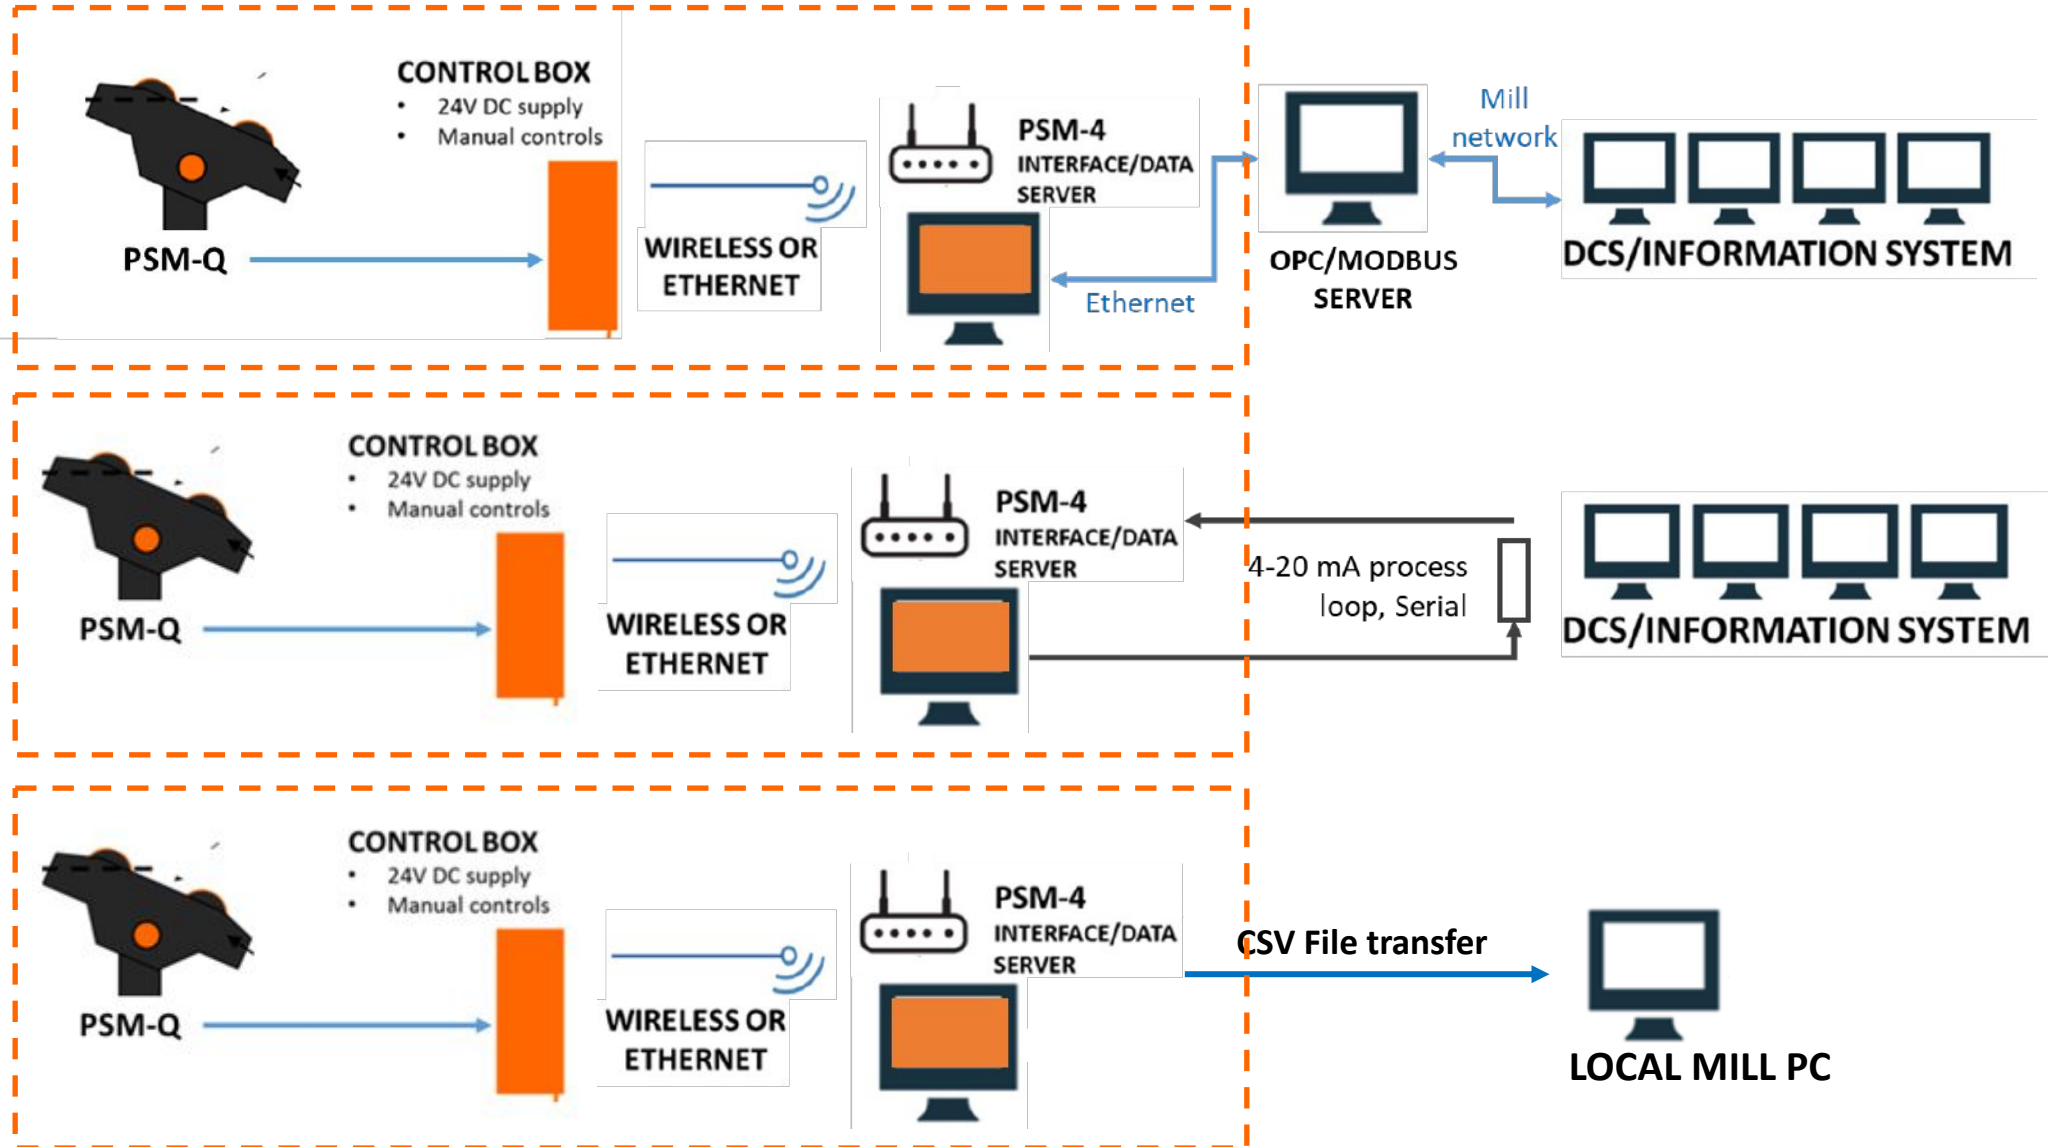 CONTROL BOX
• 24V DC supply
• Manual controls
PSM-Q
WIRELESS OR
ETHERNET
PSM-4
INTERFACE/DATA
SERVER
Ethernet
OPC/MODBUS
SERVER
Mill
network
DCS/INFORMATION SYSTEM
CONTROL BOX
• 24V DC supply
• Manual controls
PSM-Q
WIRELESS OR
ETHERNET
PSM-4
INTERFACE/DATA
SERVER
4-20 mA process
loop, Serial
DCS/INFORMATION SYSTEM
CONTROL BOX
• 24V DC supply
• Manual controls
PSM-Q
WIRELESS OR
ETHERNET
PSM-4
INTERFACE/DATA
SERVER
CSV File transfer
LOCAL MILL PC